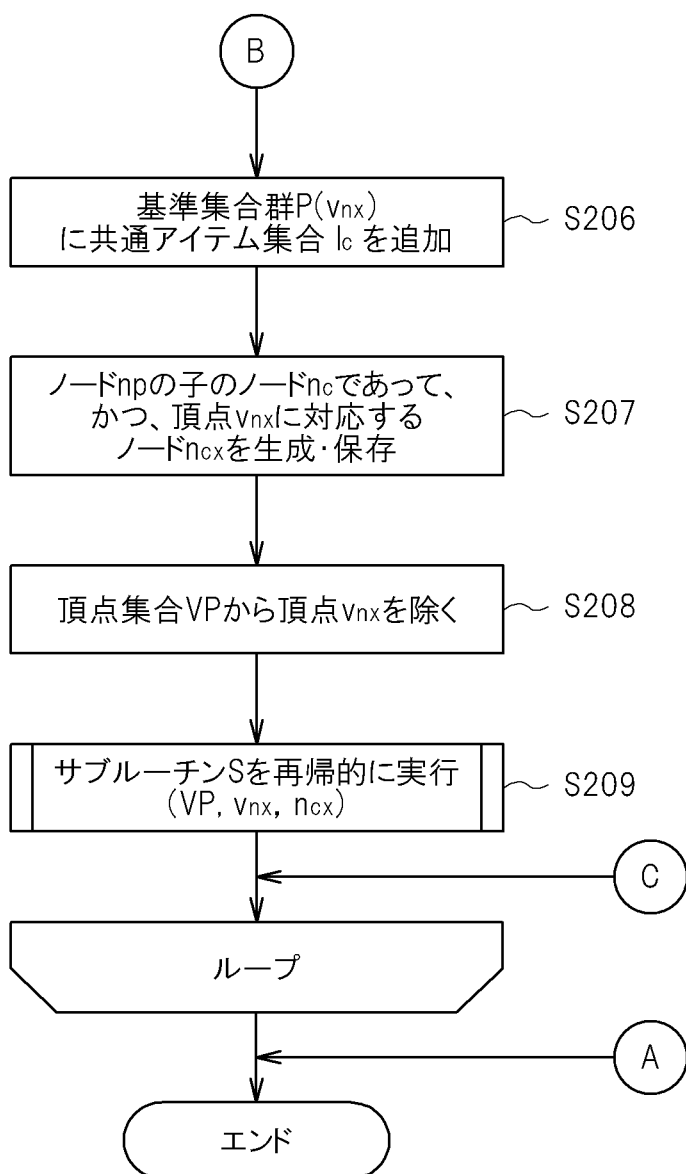 B
基準集合群P(vnx)
に共通アイテム集合 Ic を追加
S206
ノードnpの子のノードncであって、
かつ、頂点vnxに対応する
ノードncxを生成・保存
S207
頂点集合VPから頂点vnxを除く
S208
サブルーチンSを再帰的に実行
(VP, vnx, ncx)
S209
C
ループ
A
エンド